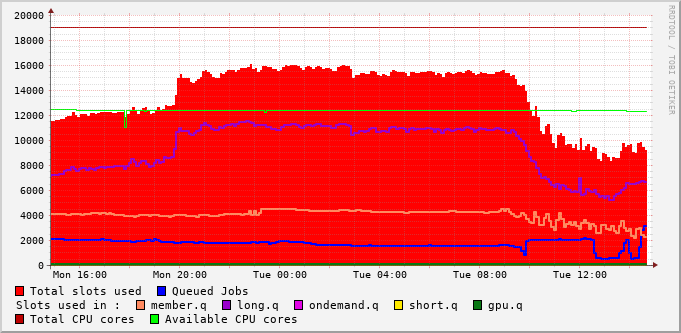 20000
18000
16000
14000
12000
10000
8000
6000
4000
2000
0
Mon 16:00 Mon 20:00 Tue 00:00 Tue 04:00 Tue 08:00 Tue 12:00
RRDTOOL / TOBI OETIKER
Total slots used Queued Jobs
Slots used in : member.q long.q ondemand.q short.q gpu.q
Total CPU cores Available CPU cores